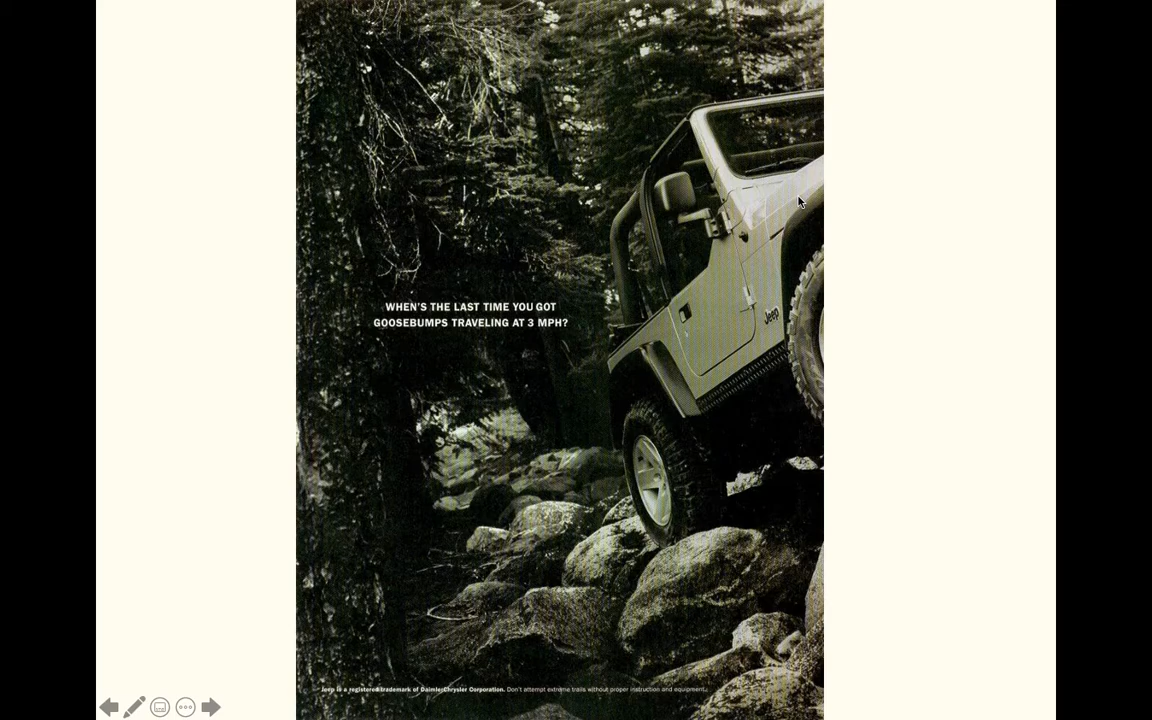 WHEN'S THE LAST TIME YOU GOT
GOOSEBUMPS TRAVELING AT 3 MPH?
Jeep
Jeep is a registered trademark of DaimlerChrysler Corporation. Don't attempt extreme trails without proper instruction and equipment.